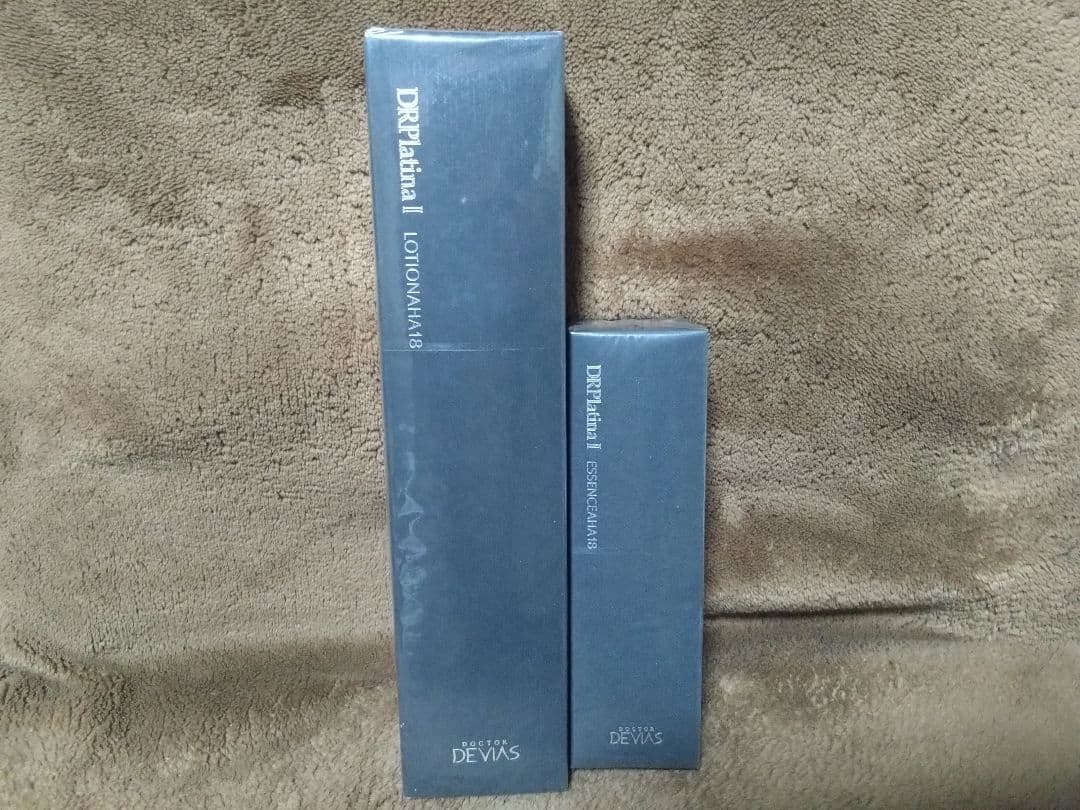 DRPlatina Ⅱ LOTIONAHA18
DOCTOR
DEVIAS
DRPlatina Ⅱ ESSENCEAHA18
DOCTOR
DEVIAS